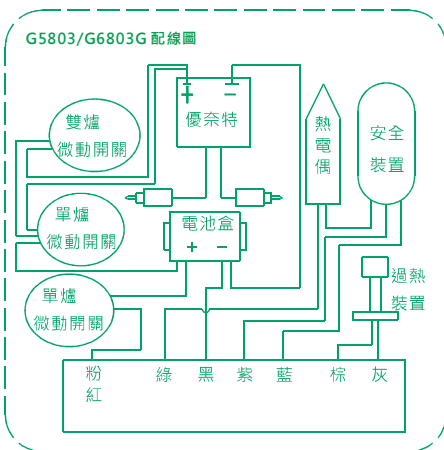 G5803/G6803G 配線圖
雙爐
微動開關
+ −
優奈特
熱
電
偶
安全
裝置
單爐
微動開關
電池盒
+ −
單爐
微動開關
過熱
裝置
粉
紅
綠 黑 紫 藍 棕 灰